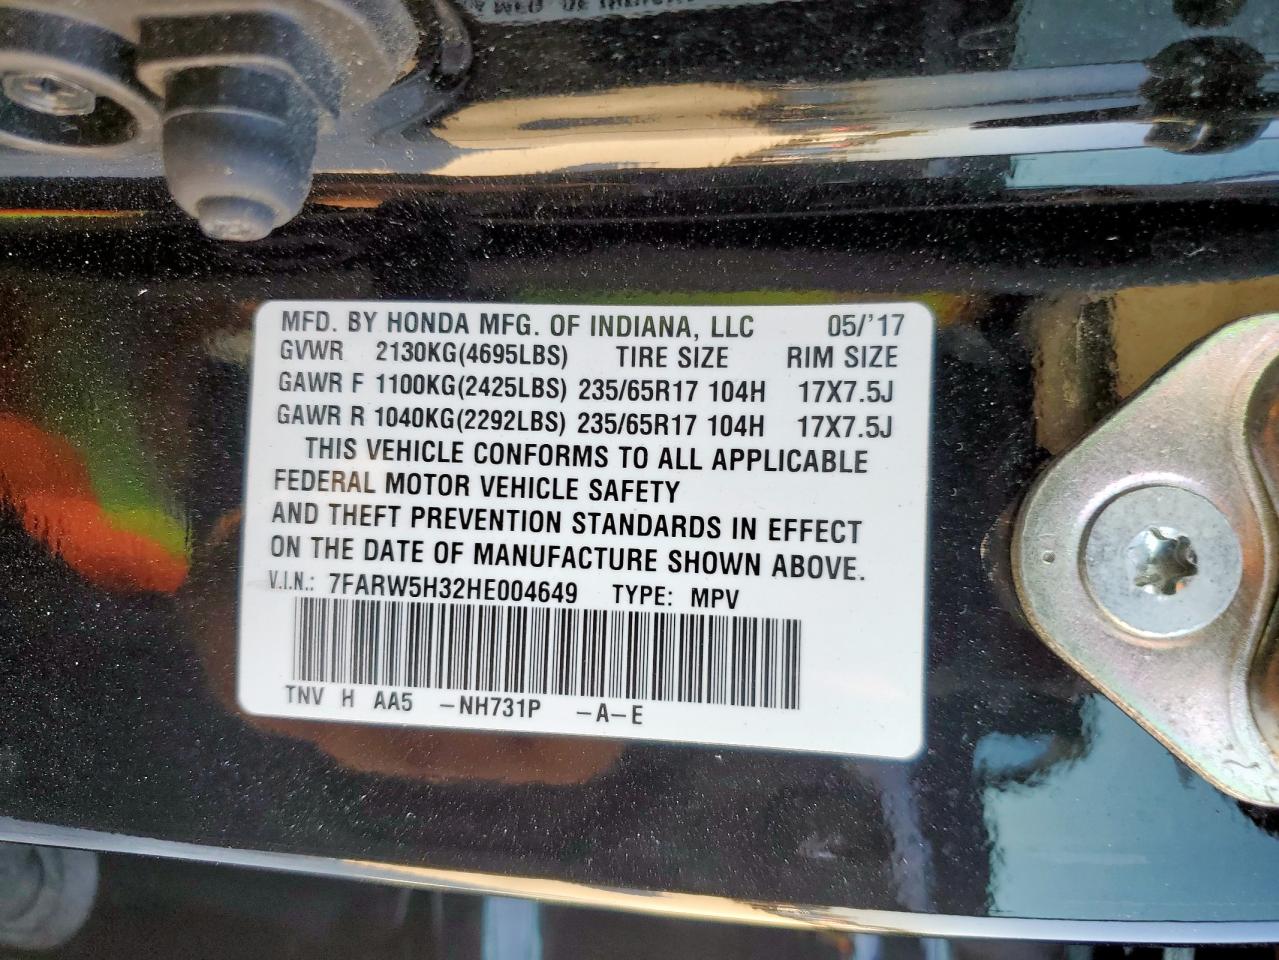 MFD. BY HONDA MFG. OF INDIANA, LLC 05/'17
GVWR 2130KG(4695LBS) TIRE SIZE RIM SIZE
GAWR F 1100KG(2425LBS) 235/65R17 104H 17X7.5J
GAWR R 1040KG(2292LBS) 235/65R17 104H 17X7.5J
THIS VEHICLE CONFORMS TO ALL APPLICABLE
FEDERAL MOTOR VEHICLE SAFETY
AND THEFT PREVENTION STANDARDS IN EFFECT
ON THE DATE OF MANUFACTURE SHOWN ABOVE.
V.I.N.: 7FARW5H32HE004649 TYPE: MPV
TNV H AA5 -NH731P -A-E